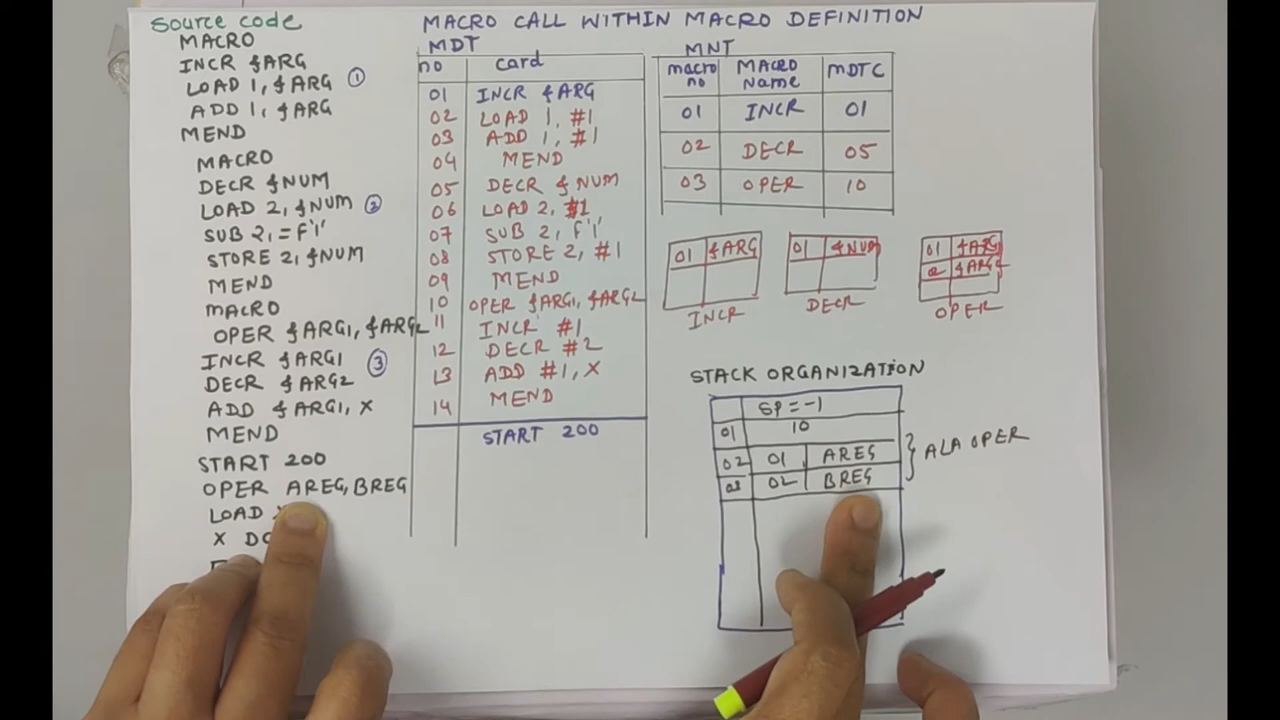 Source code
MACRO
INCR &ARG
LOAD 1, &ARG ①
ADD 1, &ARG
MEND
MACRO
DECR &NUM
LOAD 2, &NUM ②
SUB 2, = F'1'
STORE 2, &NUM
MEND
MACRO
OPER &ARG1, &ARG2
INCR &ARG1 ③
DECR &ARG2
ADD &ARG1, X
MEND
START 200
OPER AREG, BREG
LOAD
X
MACRO CALL WITHIN MACRO DEFINITION
MDT
no card
01 INCR &ARG
02 LOAD 1, #1
03 ADD 1, #1
04 MEND
05 DECR & NUM
06 LOAD 2, #1
07 SUB 2, F'1'
08 STORE 2, #1
09 MEND
10 OPER &ARG1, &ARG2
11 INCR #1
12 DECR #2
13 ADD #1, X
14 MEND
START 200
MNT
macro no MACRO Name MDTC
01 INCR 01
02 DECR 05
03 OPER 10
01 &ARG
INCR
01 &NUM
DECR
01 &ARG
02 &ARG
OPER
STACK ORGANIZATION
SP = -1
01 10
02 01 AREG
03 02 BREG
ALA OPER